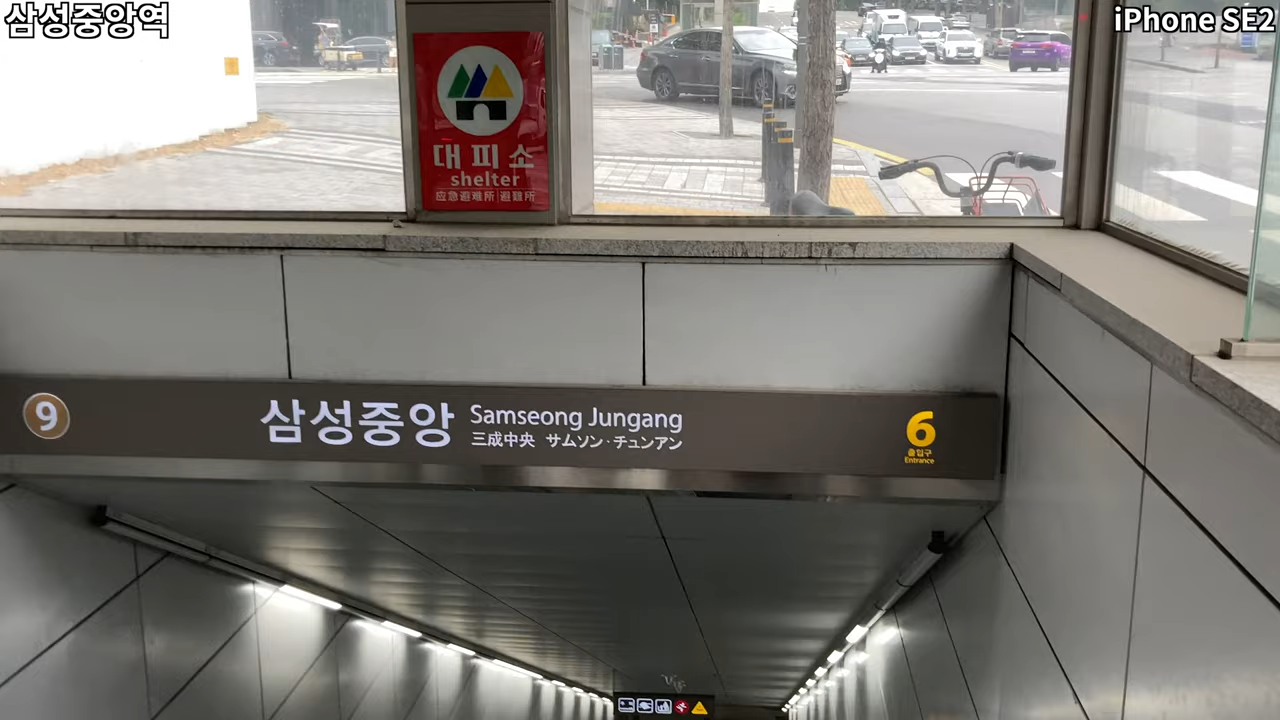 삼성중앙역
iPhone SE2
대피소
shelter
应急避难所 | 避難所
9
삼성중앙
Samseong Jungang
三成中央 サムソン·チュンアン
6
출입구
Entrance